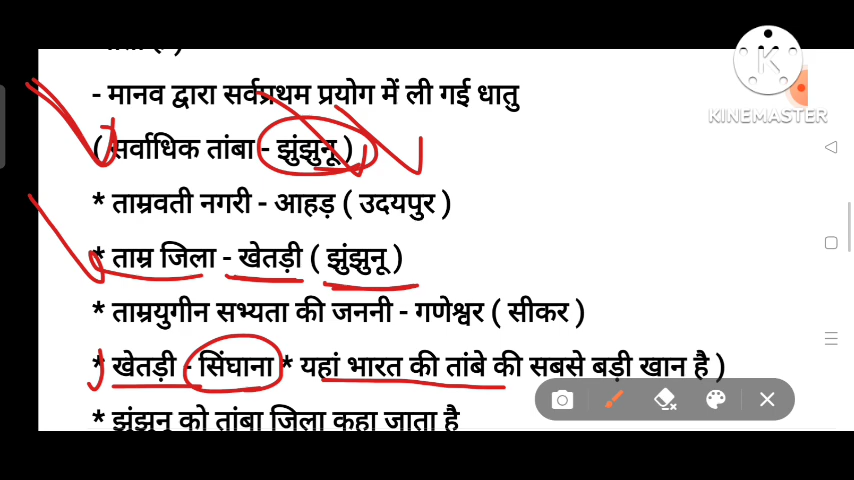 - मानव द्वारा सर्वप्रथम प्रयोग में ली गई धातु
( सर्वाधिक तांबा - झुंझुनू )
* ताम्रवती नगरी - आहड़ ( उदयपुर )
* ताम्र जिला - खेतड़ी ( झुंझुनू )
* ताम्रयुगीन सभ्यता की जननी - गणेश्वर ( सीकर )
* खेतड़ी - सिंघाना * यहां भारत की तांबे की सबसे बड़ी खान है )
* झुंझुनू को तांबा जिला कहा जाता है
KINEMASTER